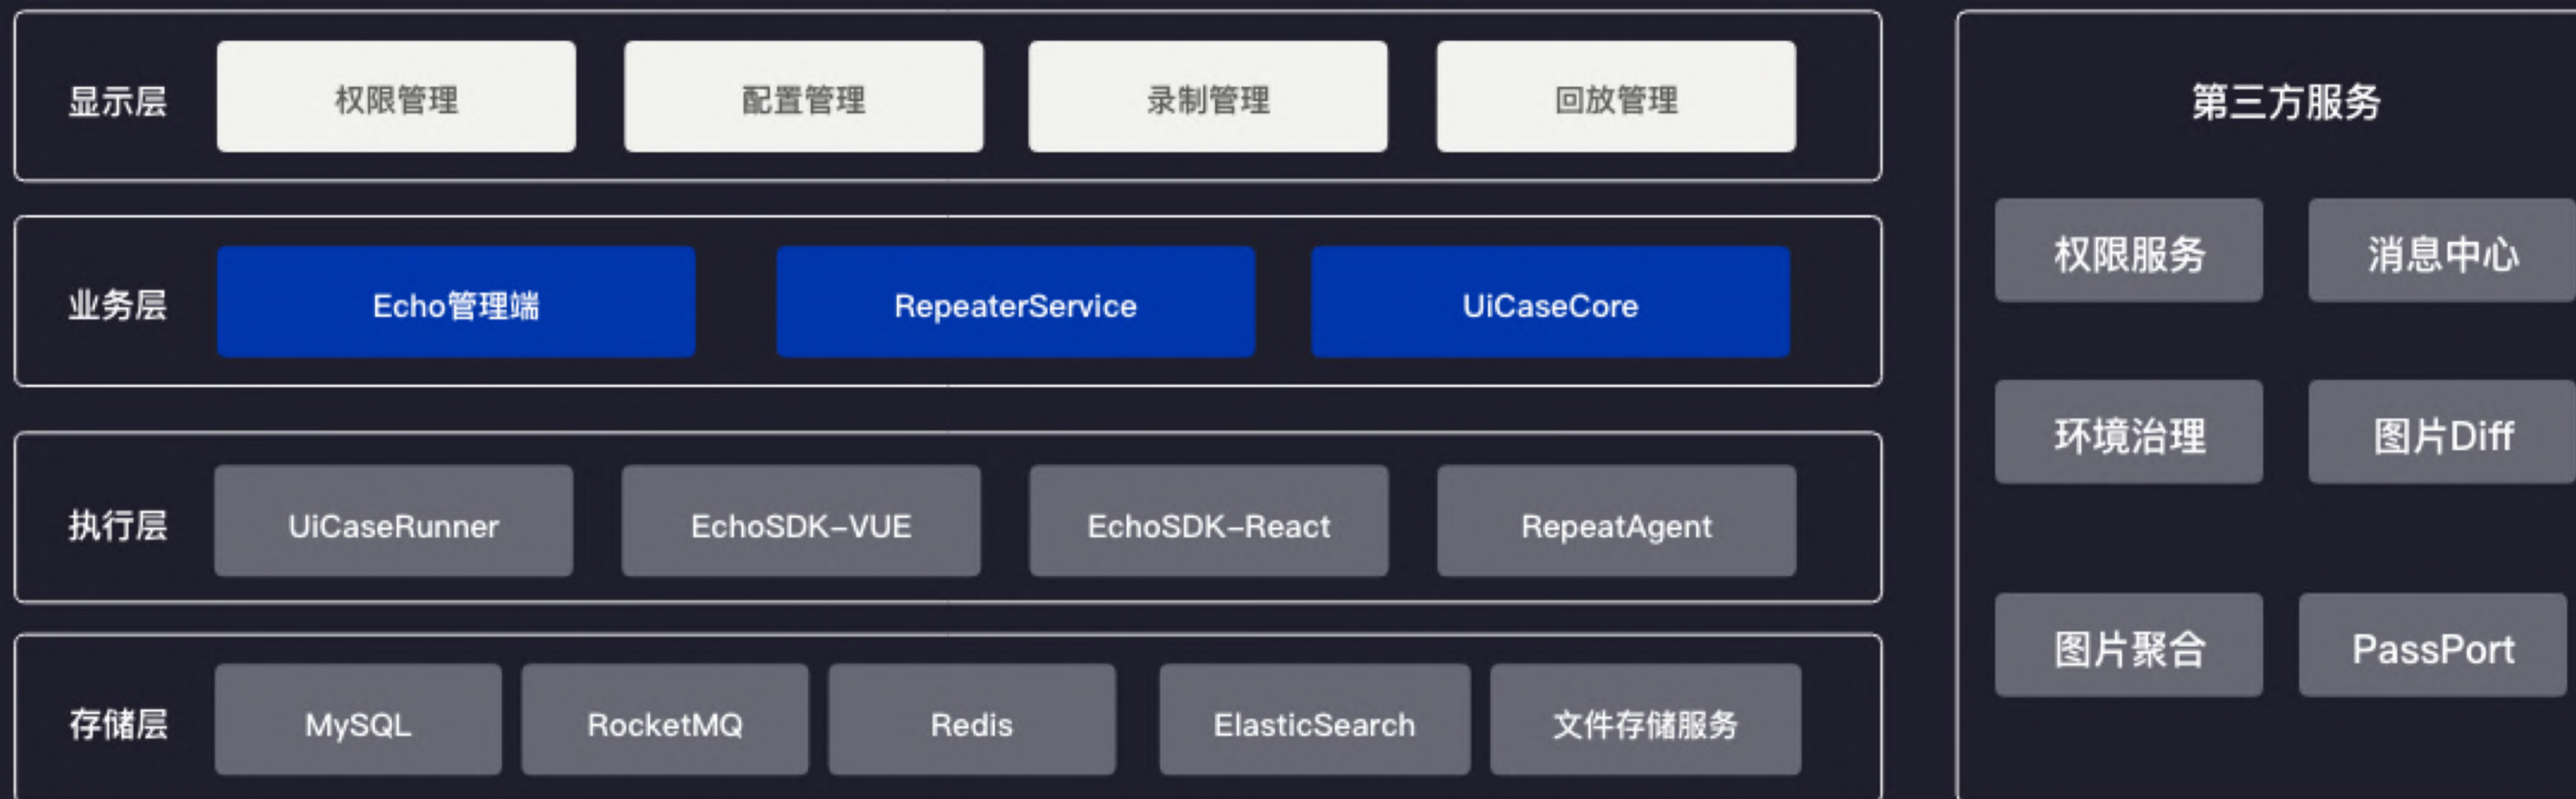 显示层
权限管理
配置管理
录制管理
回放管理
业务层
Echo管理端
RepeaterService
UiCaseCore
执行层
UiCaseRunner
EchoSDK-VUE
EchoSDK-React
RepeatAgent
存储层
MySQL
RocketMQ
Redis
ElasticSearch
文件存储服务
第三方服务
权限服务
消息中心
环境治理
图片Diff
图片聚合
PassPort